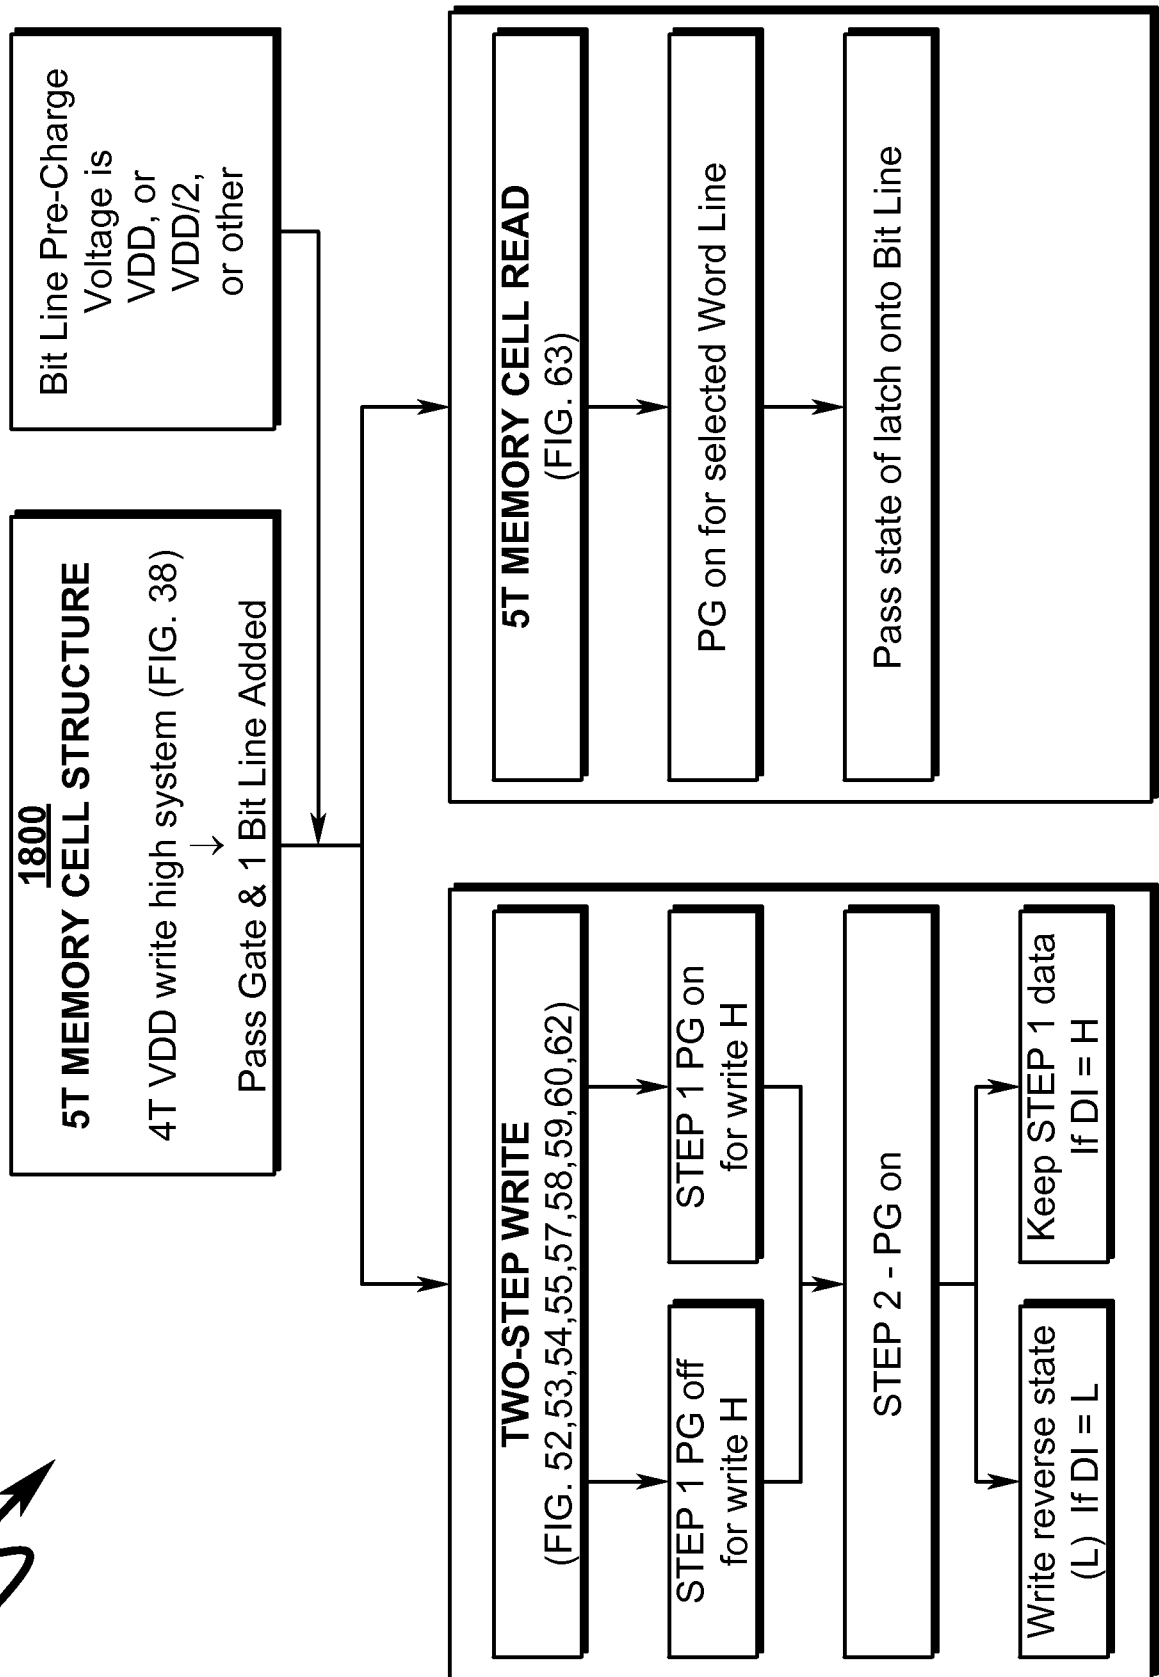 1800
5T MEMORY CELL STRUCTURE
4T VDD write high system (FIG. 38)
↓
Pass Gate & 1 Bit Line Added
Bit Line Pre-Charge
Voltage is
VDD, or
VDD/2,
or other
TWO-STEP WRITE
(FIG. 52,53,54,55,57,58,59,60,62)
STEP 1 PG off
for write H
STEP 1 PG on
for write H
STEP 2 - PG on
Write reverse state
(L) If DI = L
Keep STEP 1 data
If DI = H
5T MEMORY CELL READ
(FIG. 63)
PG on for selected Word Line
Pass state of latch onto Bit Line